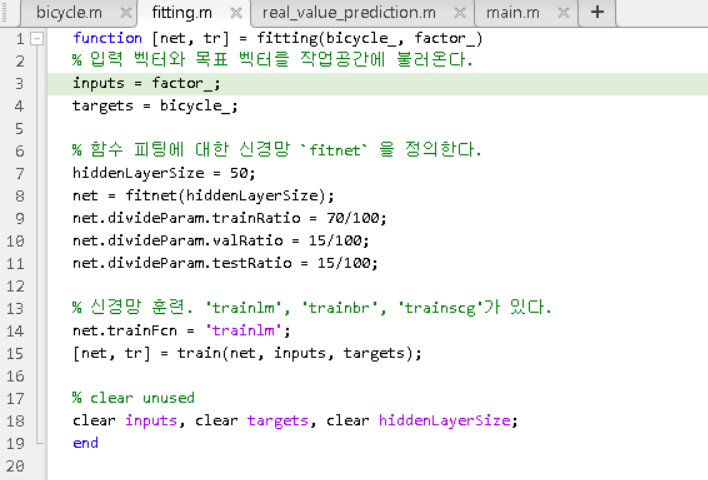 bicycle.m × fitting.m × real_value_prediction.m × main.m × +
1 function [net, tr] = fitting(bicycle_, factor_)
2 % 입력 벡터와 목표 벡터를 작업공간에 불러온다.
3 inputs = factor_;
4 targets = bicycle_;
5
6 % 함수 피팅에 대한 신경망 `fitnet` 을 정의한다.
7 hiddenLayerSize = 50;
8 net = fitnet(hiddenLayerSize);
9 net.divideParam.trainRatio = 70/100;
10 net.divideParam.valRatio = 15/100;
11 net.divideParam.testRatio = 15/100;
12
13 % 신경망 훈련. 'trainlm', 'trainbr', 'trainscg'가 있다.
14 net.trainFcn = 'trainlm';
15 [net, tr] = train(net, inputs, targets);
16
17 % clear unused
18 clear inputs, clear targets, clear hiddenLayerSize;
19 end
20